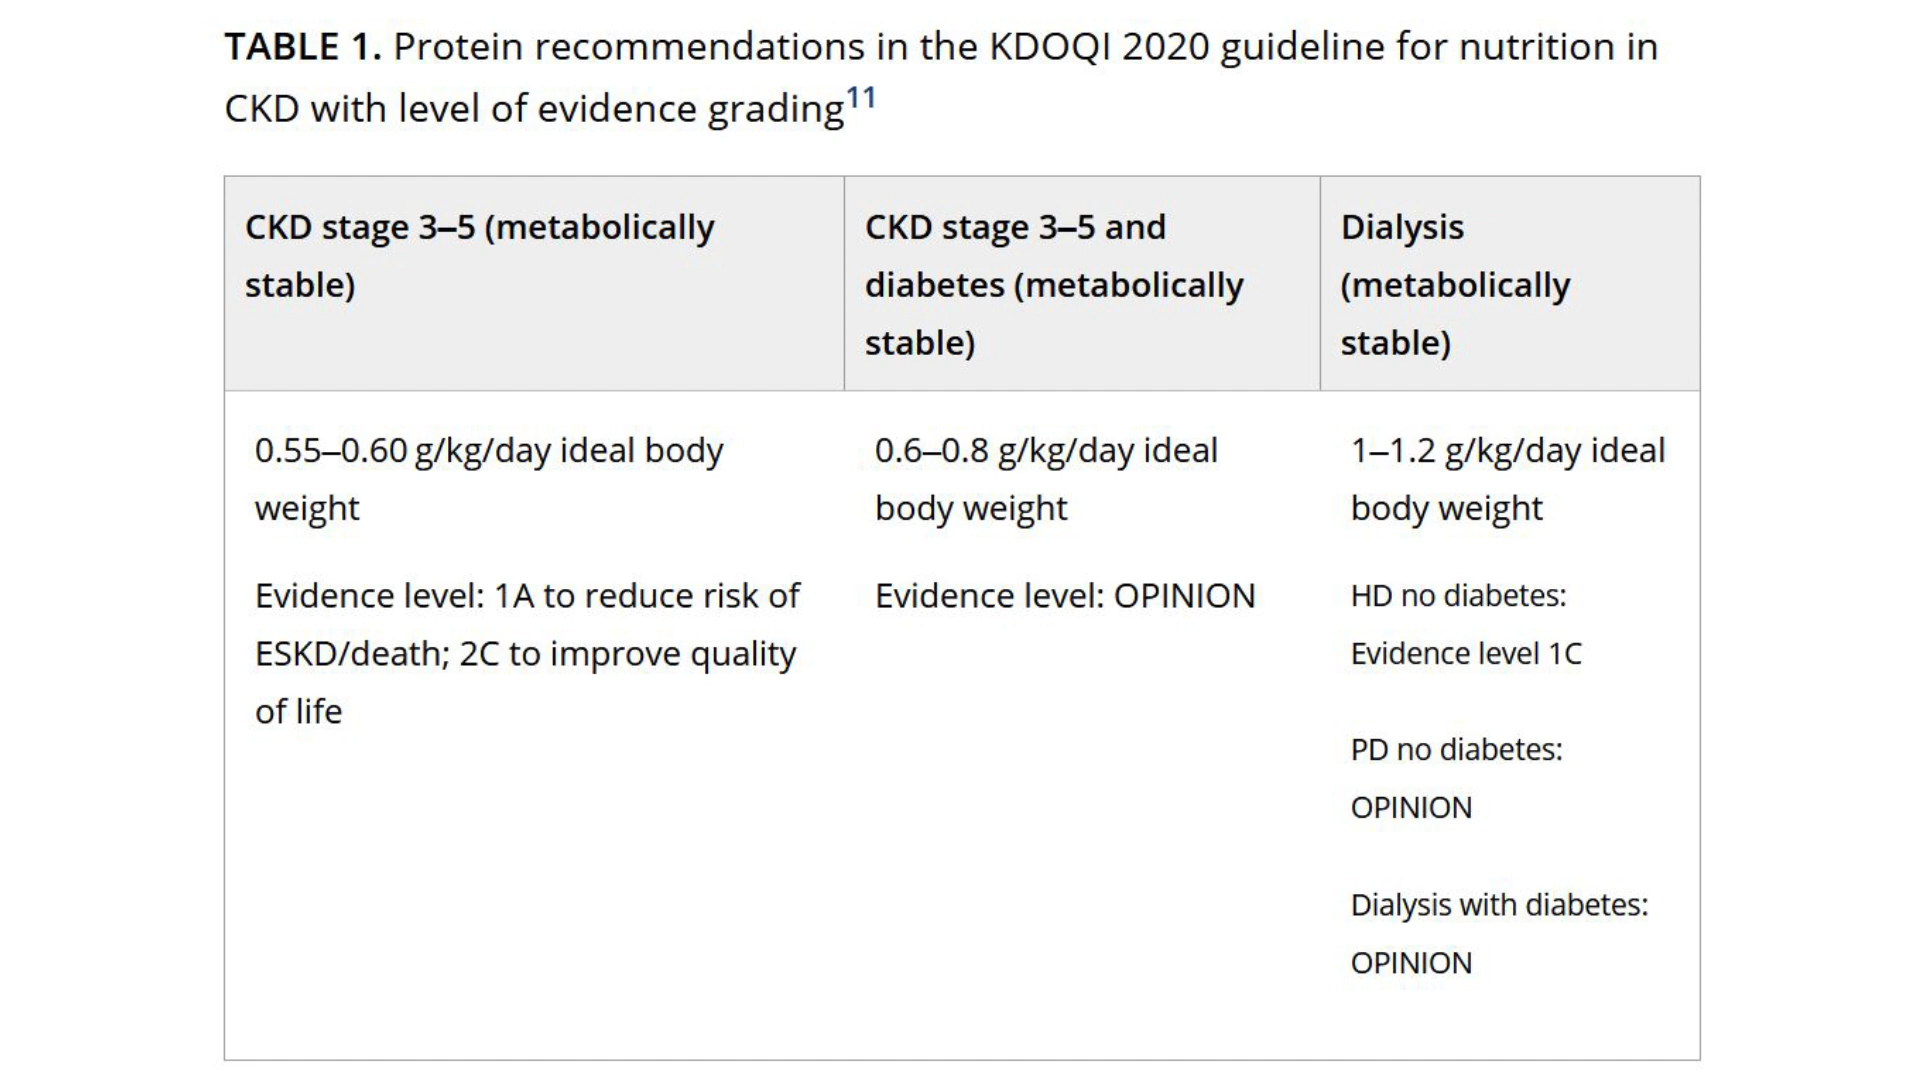 TABLE 1. Protein recommendations in the KDOQI 2020 guideline for nutrition in
CKD with level of evidence grading11
CKD stage 3–5 (metabolically
stable)
CKD stage 3–5 and
diabetes (metabolically
stable)
Dialysis
(metabolically
stable)
0.55–0.60 g/kg/day ideal body
weight
Evidence level: 1A to reduce risk of
ESKD/death; 2C to improve quality
of life
0.6–0.8 g/kg/day ideal
body weight
Evidence level: OPINION
1–1.2 g/kg/day ideal
body weight
HD no diabetes:
Evidence level 1C
PD no diabetes:
OPINION
Dialysis with diabetes:
OPINION